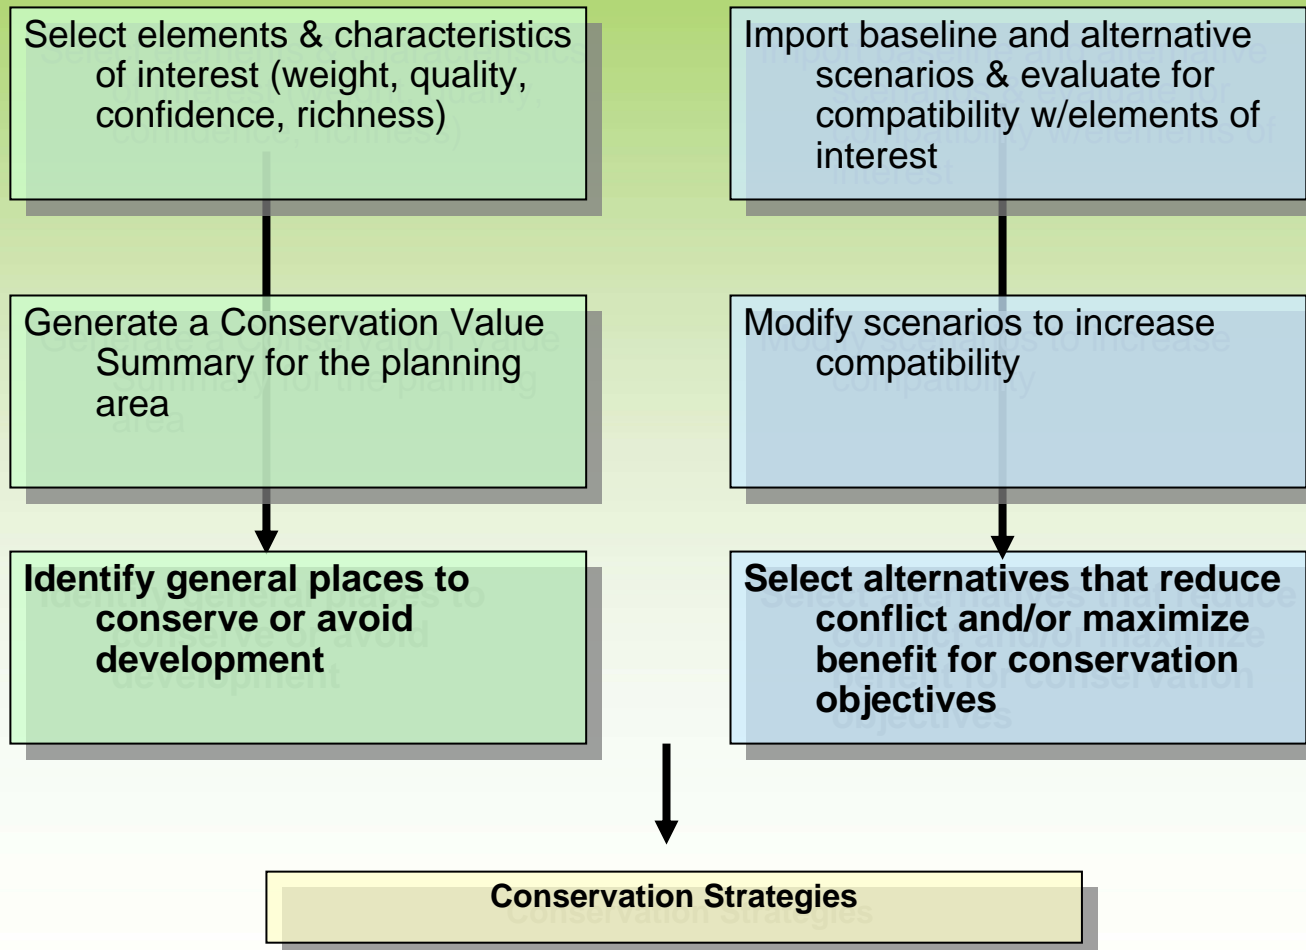 Select elements & characteristics
of interest (weight, quality,
confidence, richness)
Generate a Conservation Value
Summary for the planning
area
Identify general places to
conserve or avoid
development
Import baseline and alternative
scenarios & evaluate for
compatibility w/elements of
interest
Modify scenarios to increase
compatibility
Select alternatives that reduce
conflict and/or maximize
benefit for conservation
objectives
Conservation Strategies